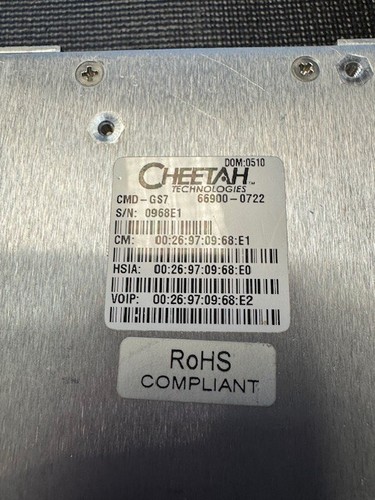 DOM:0510
CHEETAH™
TECHNOLOGIES
CMD-GS7 66900-0722
S/N: 0968E1
CM: 00:26:97:09:68:E1
HSIA: 00:26:97:09:68:E0
VOIP: 00:26:97:09:68:E2
RoHS
COMPLIANT